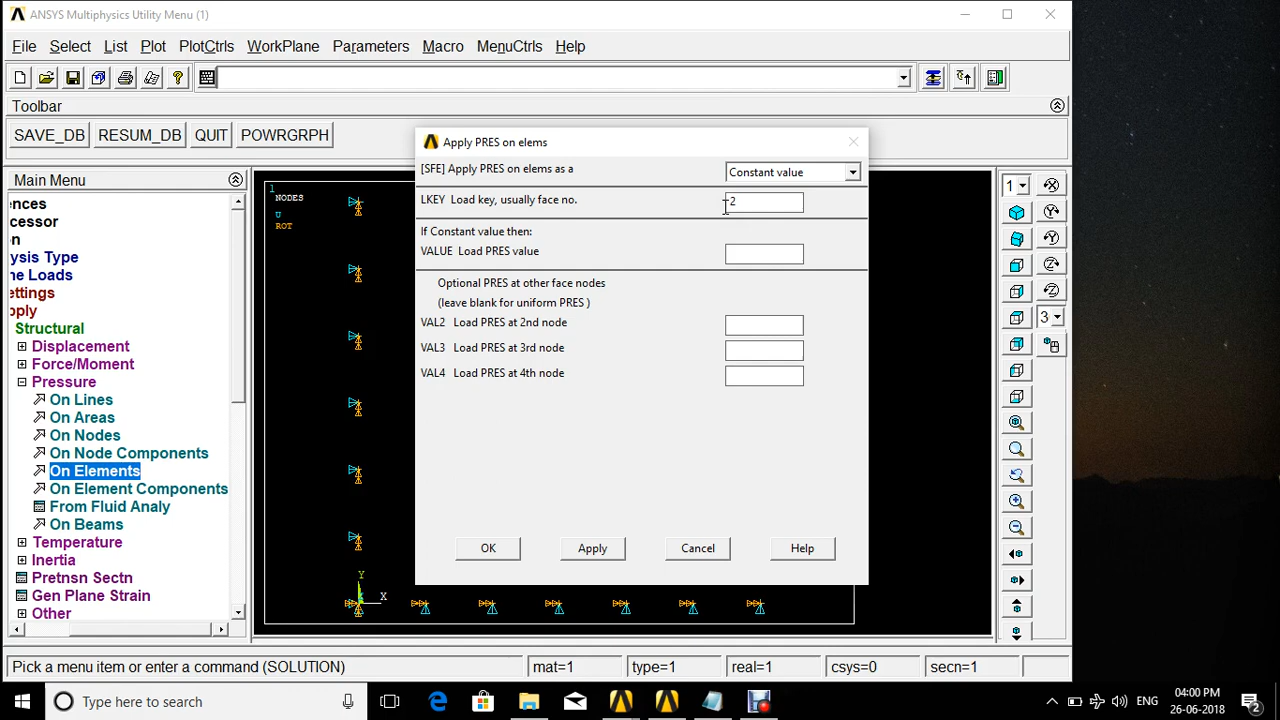 ANSYS Multiphysics Utility Menu (1)
File Select List Plot PlotCtrls WorkPlane Parameters Macro MenuCtrls Help
Toolbar
SAVE_DB RESUM_DB QUIT POWRGRPH
Main Menu
ences
cessor
on
ysis Type
ne Loads
ettings
pply
Structural
Displacement
Force/Moment
Pressure
On Lines
On Areas
On Nodes
On Node Components
On Elements
On Element Components
From Fluid Analy
On Beams
Temperature
Inertia
Pretnsn Sectn
Gen Plane Strain
Other
1
NODES
U
ROT
Y
X
Apply PRES on elems
[SFE] Apply PRES on elems as a Constant value
LKEY Load key, usually face no. 2
If Constant value then:
VALUE Load PRES value
Optional PRES at other face nodes
(leave blank for uniform PRES )
VAL2 Load PRES at 2nd node
VAL3 Load PRES at 3rd node
VAL4 Load PRES at 4th node
OK Apply Cancel Help
1
3
Pick a menu item or enter a command (SOLUTION) mat=1 type=1 real=1 csys=0 secn=1
Type here to search
ENG
04:00 PM
26-06-2018
2